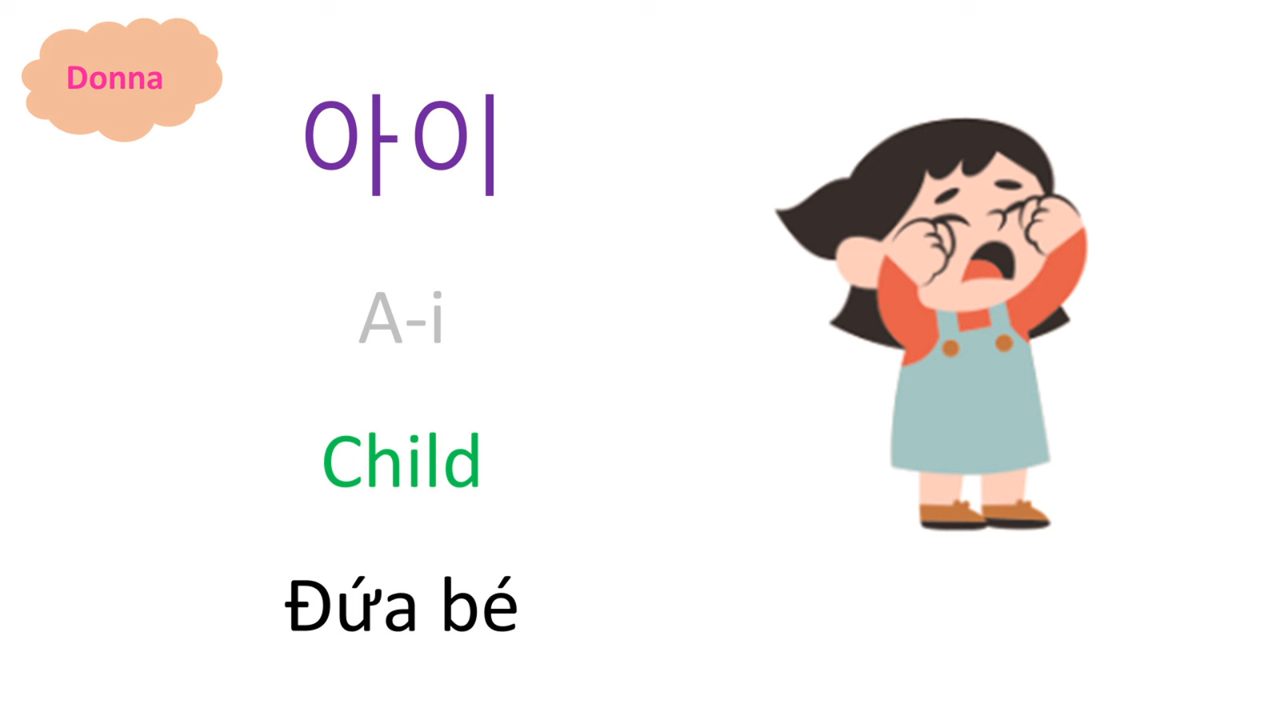 Donna
아이
A-i
Child
Đứa bé